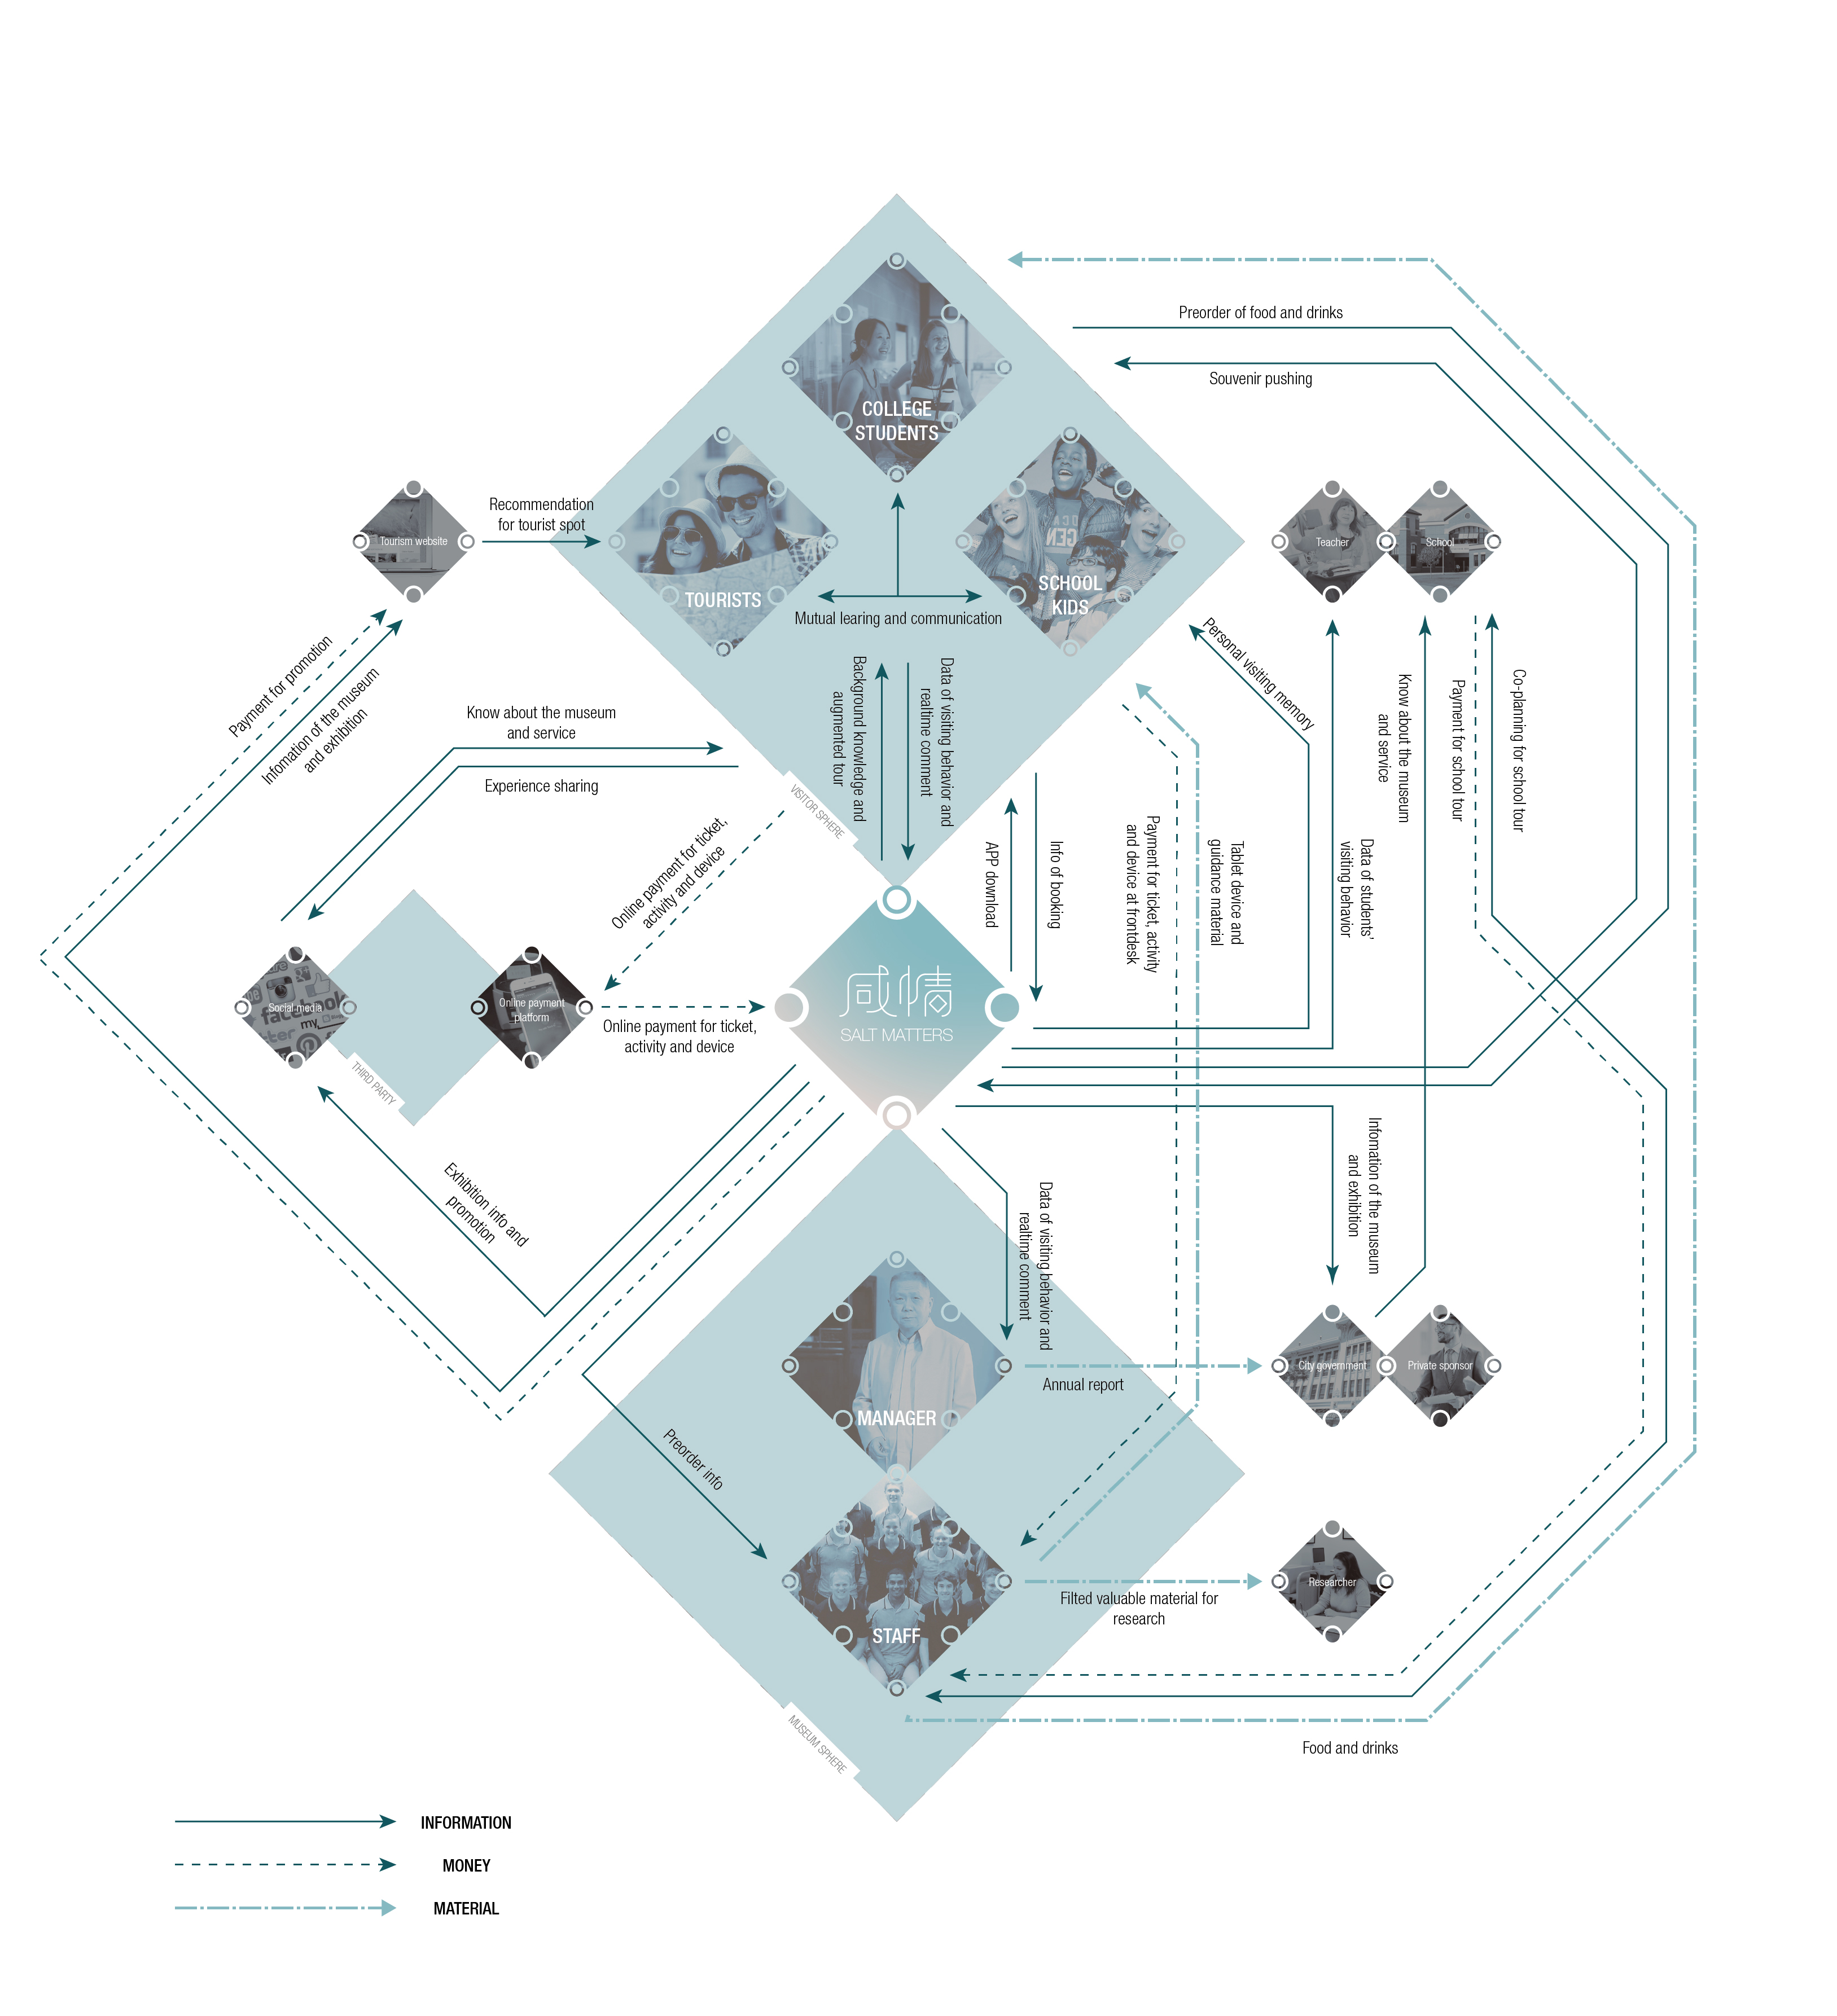 Preorder of food and drinks
Souvenir pushing
COLLEGE
STUDENTS
Recommendation
for tourist spot
Tourism website
Teacher
School
TOURISTS
SCHOOL
KIDS
Mutual learing and communication
Payment for promotion
Infomation of the museum
and exhibition
Know about the museum
and service
Experience sharing
Background knowledge and
augmented tour
Data of visiting behavior and
realtime comment
Personal visiting memory
Know about the museum
and service
Payment for school tour
Co-planning for school tour
VISITOR SPHERE
Online payment for ticket,
activity and device
APP download
Info of booking
Payment for ticket, activity
and device at frontdesk
Tablet device and
guidance material
Data of students'
visiting behavior
Social-media
facebook
my
Online payment
platform
Online payment for ticket,
activity and device
咸情
SALT MATTERS
THIRD PARTY
Exhibition info and
promotion
Infomation of the museum
and exhibition
Data of visiting behavior and
realtime comment
City government
Private sponsor
Annual report
MANAGER
Preorder info
Researcher
Filted valuable material for
research
STAFF
MUSEUM SPHERE
Food and drinks
INFORMATION
MONEY
MATERIAL